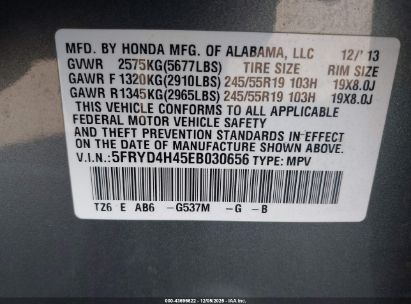 MFD. BY HONDA MFG. OF ALABAMA, LLC 12/'13
GVWR 2575KG(5677LBS) TIRE SIZE RIM SIZE
GAWR F 1320KG(2910LBS) 245/55R19 103H 19X8.0J
GAWR R 1345KG(2965LBS) 245/55R19 103H 19X8.0J
THIS VEHICLE CONFORMS TO ALL APPLICABLE
FEDERAL MOTOR VEHICLE SAFETY AND
THEFT PREVENTION STANDARDS IN EFFECT
ON THE DATE OF MANUFACTURE SHOWN ABOVE.
V.I.N.: 5FRYD4H45EB030656 TYPE: MPV
TZ6 E AB6 -G537M -G -B